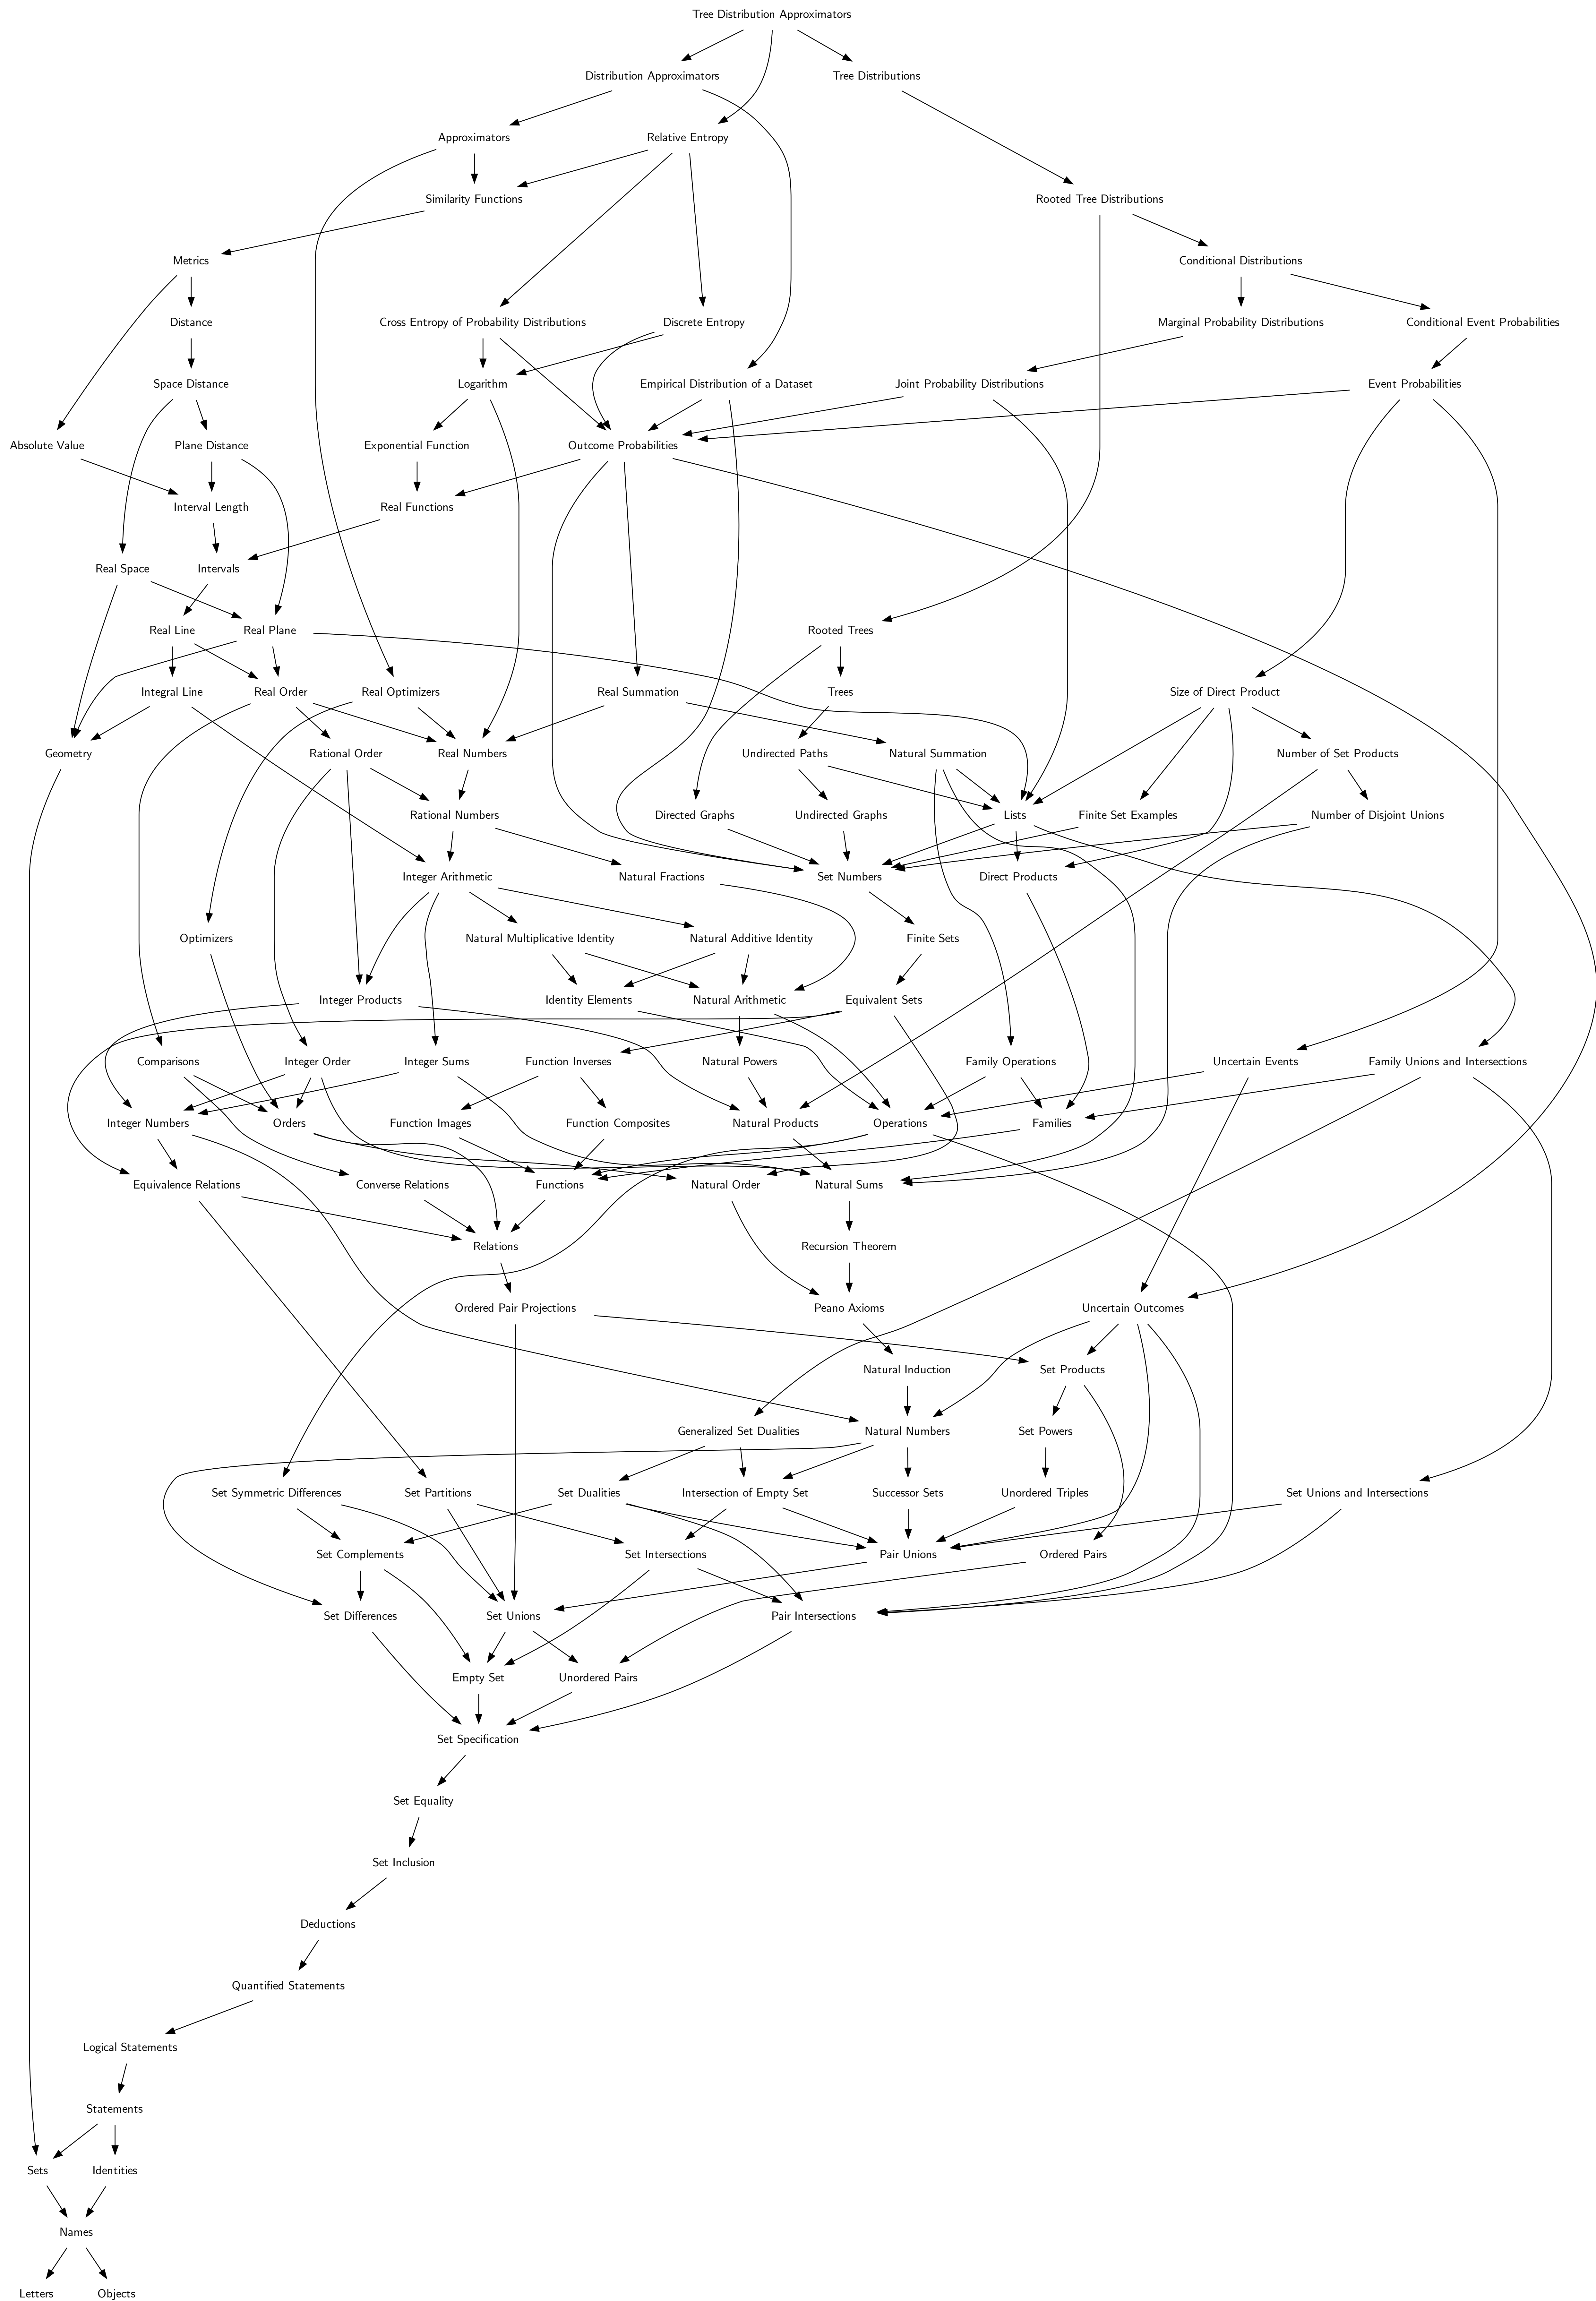 Tree Distribution Approximators
Distribution Approximators
Tree Distributions
Approximators
Relative Entropy
Similarity Functions
Rooted Tree Distributions
Metrics
Conditional Distributions
Distance
Cross Entropy of Probability Distributions
Discrete Entropy
Marginal Probability Distributions
Conditional Event Probabilities
Space Distance
Logarithm
Empirical Distribution of a Dataset
Joint Probability Distributions
Event Probabilities
Absolute Value
Plane Distance
Exponential Function
Outcome Probabilities
Interval Length
Real Functions
Real Space
Intervals
Real Line
Real Plane
Rooted Trees
Integral Line
Real Order
Real Optimizers
Real Summation
Trees
Size of Direct Product
Geometry
Rational Order
Real Numbers
Undirected Paths
Natural Summation
Number of Set Products
Rational Numbers
Directed Graphs
Undirected Graphs
Lists
Finite Set Examples
Number of Disjoint Unions
Integer Arithmetic
Natural Fractions
Set Numbers
Direct Products
Optimizers
Natural Multiplicative Identity
Natural Additive Identity
Finite Sets
Integer Products
Identity Elements
Natural Arithmetic
Equivalent Sets
Comparisons
Integer Order
Integer Sums
Function Inverses
Natural Powers
Family Operations
Uncertain Events
Family Unions and Intersections
Integer Numbers
Orders
Function Images
Function Composites
Natural Products
Operations
Families
Equivalence Relations
Converse Relations
Functions
Natural Order
Natural Sums
Relations
Recursion Theorem
Ordered Pair Projections
Peano Axioms
Uncertain Outcomes
Natural Induction
Set Products
Generalized Set Dualities
Natural Numbers
Set Powers
Set Symmetric Differences
Set Partitions
Set Dualities
Intersection of Empty Set
Successor Sets
Unordered Triples
Set Unions and Intersections
Set Complements
Set Intersections
Pair Unions
Ordered Pairs
Set Differences
Set Unions
Pair Intersections
Empty Set
Unordered Pairs
Set Specification
Set Equality
Set Inclusion
Deductions
Quantified Statements
Logical Statements
Statements
Sets
Identities
Names
Letters
Objects